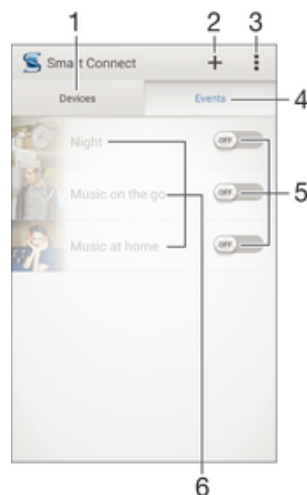 1 2 3
Smart Connect
Devices Events 4
Night OFF
Music on the go OFF 5
Music at home OFF
6